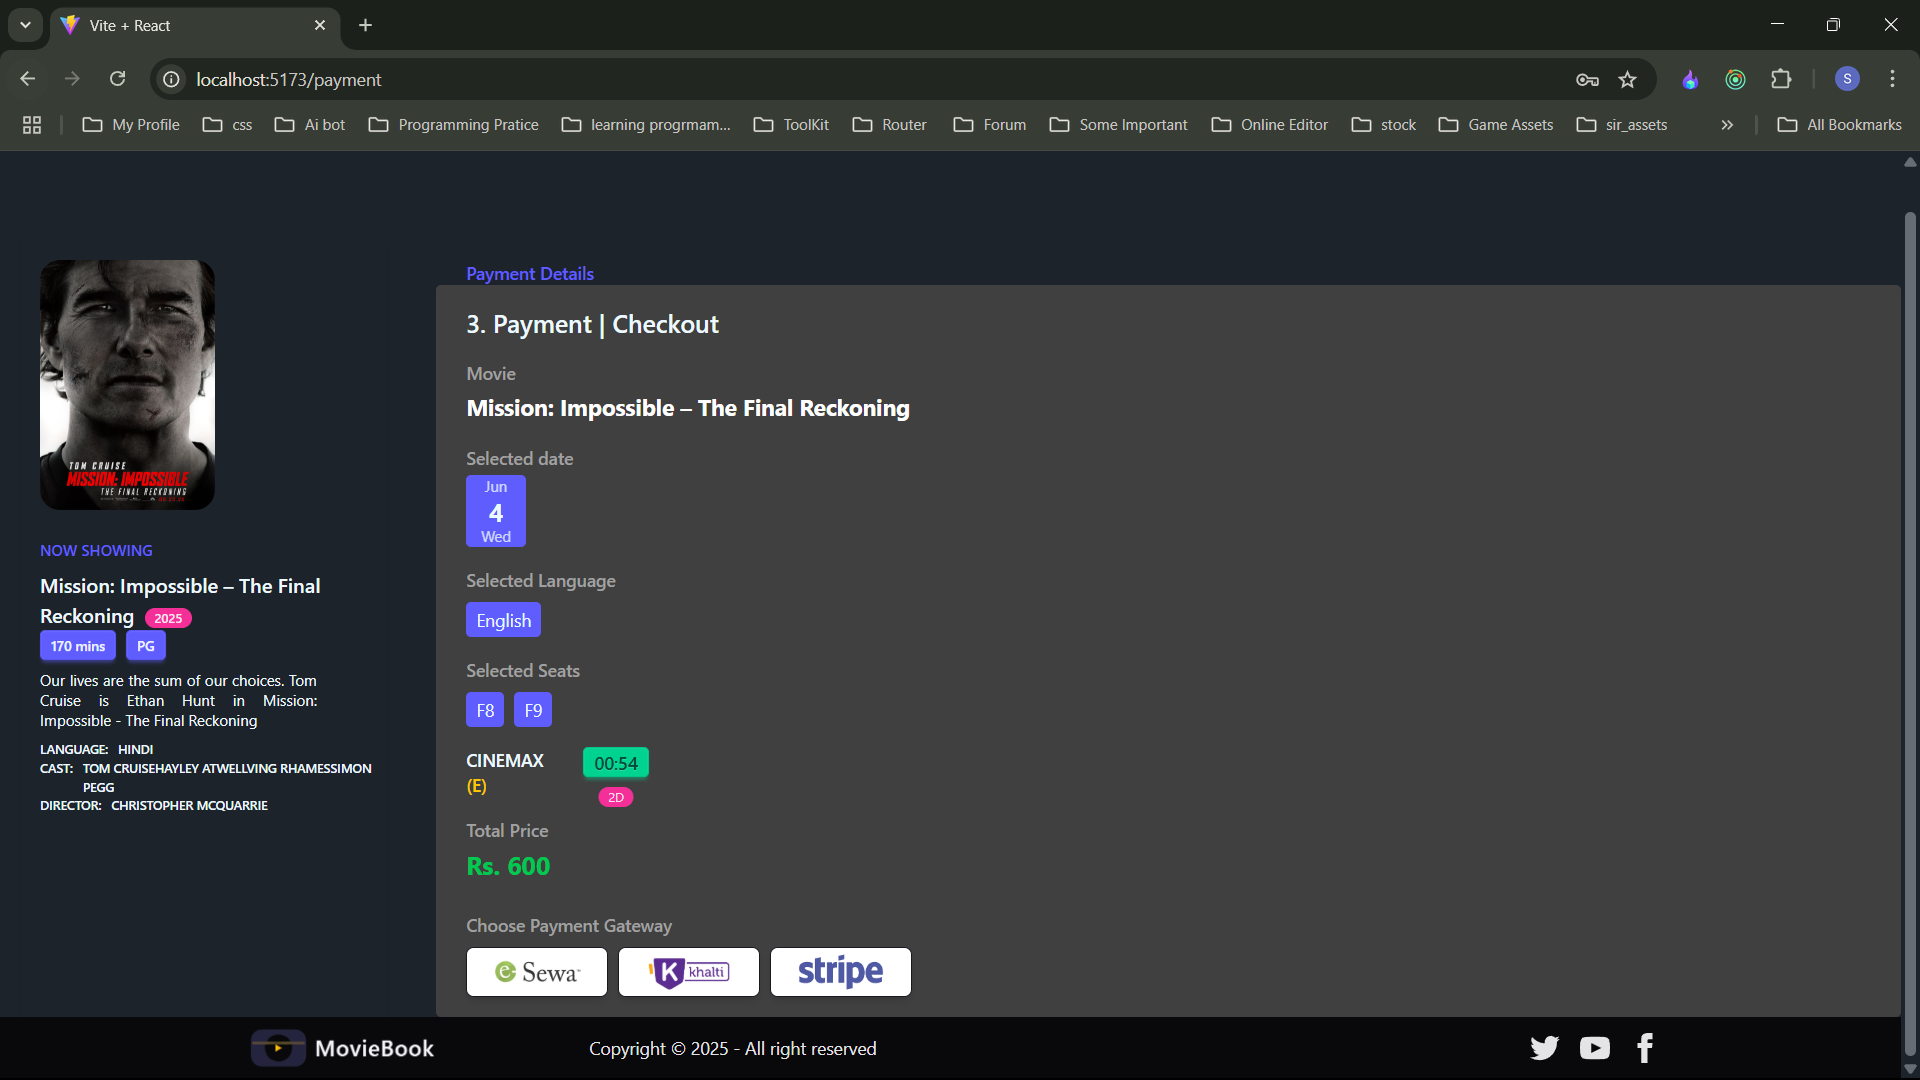 Vite + React
localhost:5173/payment
S
My Profile
css
Ai bot
Programming Pratice
learning progrmam...
ToolKit
Router
Forum
Some Important
Online Editor
stock
Game Assets
sir_assets
All Bookmarks
TOM CRUISE
MISSION: IMPOSSIBLE
THE FINAL RECKONING
NOW SHOWING
Mission: Impossible – The Final
Reckoning 2025
170 mins PG
Our lives are the sum of our choices. Tom
Cruise is Ethan Hunt in Mission:
Impossible - The Final Reckoning
LANGUAGE: HINDI
CAST: TOM CRUISEHAYLEY ATWELLVING RHAMESSIMON
PEGG
DIRECTOR: CHRISTOPHER MCQUARRIE
Payment Details
3. Payment | Checkout
Movie
Mission: Impossible – The Final Reckoning
Selected date
Jun
4
Wed
Selected Language
English
Selected Seats
F8 F9
CINEMAX 00:54
(E) 2D
Total Price
Rs. 600
Choose Payment Gateway
e Sewa
K khalti
stripe
MovieBook
Copyright © 2025 - All right reserved